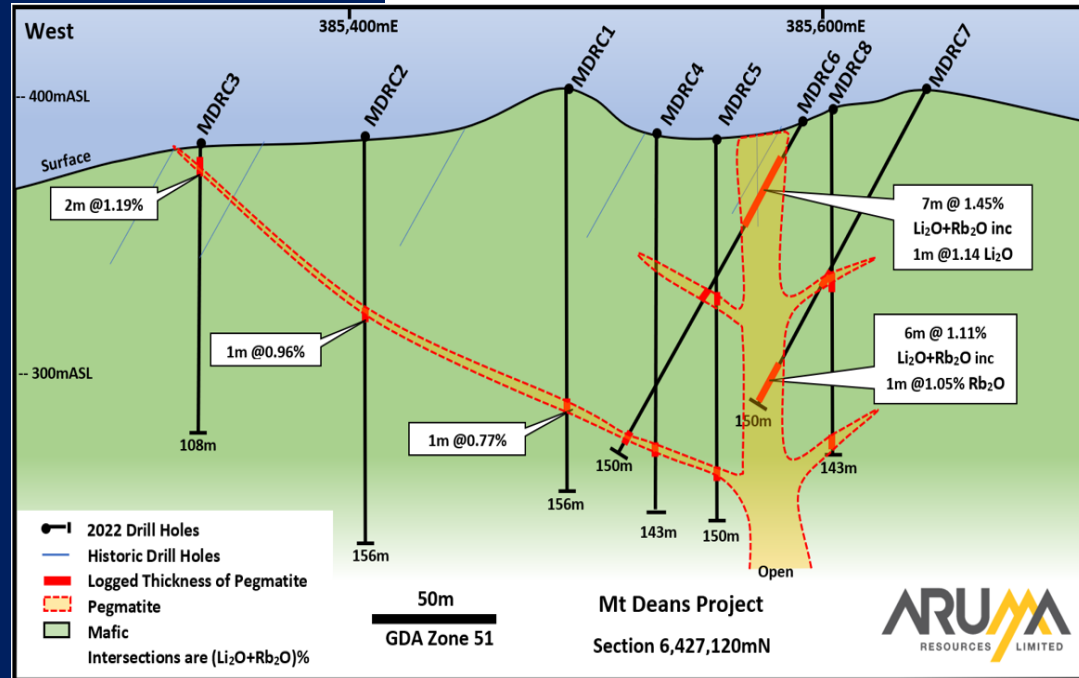 West
385,400mE
385,600mE
-- 400mASL
MDRC3
MDRC2
MDRC1
MDRC4
MDRC5
MDRC6
MDRC8
MDRC7
Surface
2m @1.19%
7m @ 1.45%
Li₂O+Rb₂O inc
1m @1.14 Li₂O
1m @0.96%
6m @ 1.11%
Li₂O+Rb₂O inc
1m @1.05% Rb₂O
-- 300mASL
1m @0.77%
108m
150m
150m
143m
156m
143m
150m
156m
Open
2022 Drill Holes
Historic Drill Holes
Logged Thickness of Pegmatite
Pegmatite
Mafic
Intersections are (Li₂O+Rb₂O)%
50m
GDA Zone 51
Mt Deans Project
Section 6,427,120mN
ARUMA
RESOURCES LIMITED